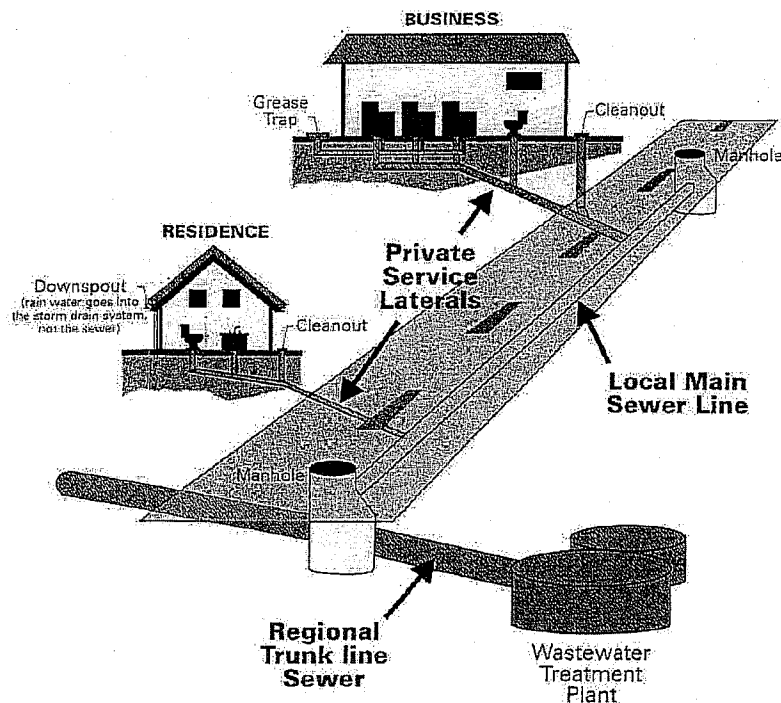 BUSINESS
Grease
Trap
Cleanout
Manhole
RESIDENCE
Private
Service
Laterals
Downspout
(rain water goes into
the storm drain system,
not the sewer)
Cleanout
Local Main
Sewer Line
Manhole
Regional
Trunk line
Sewer
Wastewater
Treatment
Plant